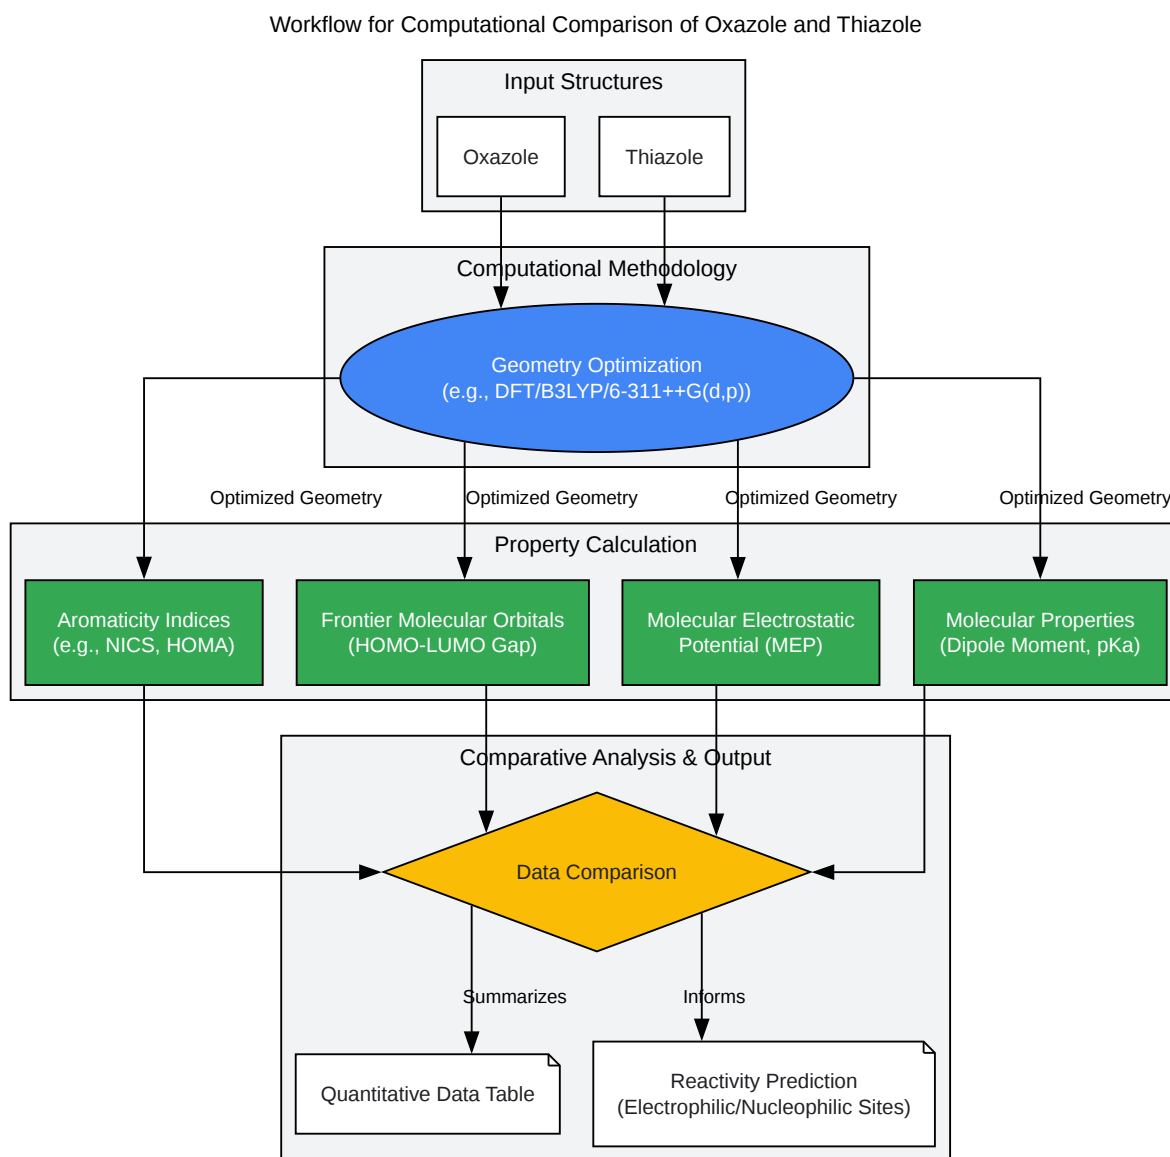 Workflow for Computational Comparison of Oxazole and Thiazole
Input Structures
Oxazole
Thiazole
Computational Methodology
Geometry Optimization
(e.g., DFT/B3LYP/6-311++G(d,p))
Optimized Geometry
Optimized Geometry
Optimized Geometry
Optimized Geometry
Property Calculation
Aromaticity Indices
(e.g., NICS, HOMA)
Frontier Molecular Orbitals
(HOMO-LUMO Gap)
Molecular Electrostatic
Potential (MEP)
Molecular Properties
(Dipole Moment, pKa)
Comparative Analysis & Output
Data Comparison
Summarizes
Informs
Quantitative Data Table
Reactivity Prediction
(Electrophilic/Nucleophilic Sites)